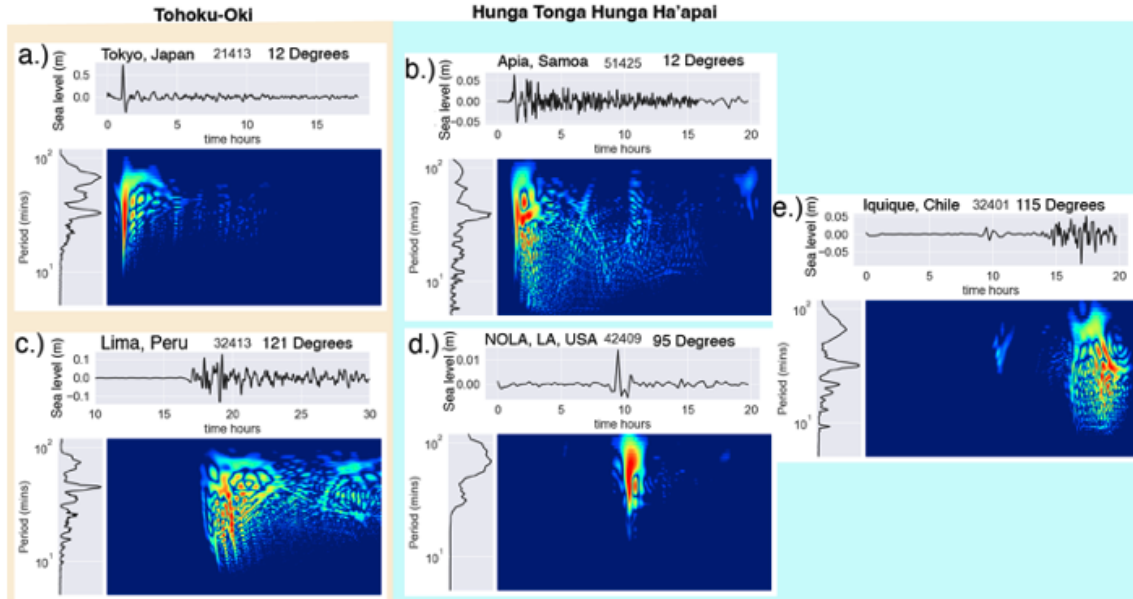 Tohoku-Oki
Hunga Tonga Hunga Ha'apai
a.)
Tokyo, Japan 21413 12 Degrees
Sea level (m)
0.5
0.0
0 5 10 15
time hours
Period (mins)
10²
10¹
b.)
Apia, Samoa 51425 12 Degrees
Sea level (m)
0.05
0.00
−0.05
0 5 10 15 20
time hours
Period (mins)
10²
10¹
c.)
Lima, Peru 32413 121 Degrees
Sea level (m)
0.1
0.0
−0.1
10 15 20 25 30
time hours
Period (mins)
10²
10¹
d.)
NOLA, LA, USA 42409 95 Degrees
Sea level (m)
0.01
0.00
0 5 10 15 20
time hours
Period (mins)
10²
10¹
e.)
Iquique, Chile 32401 115 Degrees
Sea level (m)
0.05
0.00
−0.05
0 5 10 15 20
time hours
Period (mins)
10²
10¹